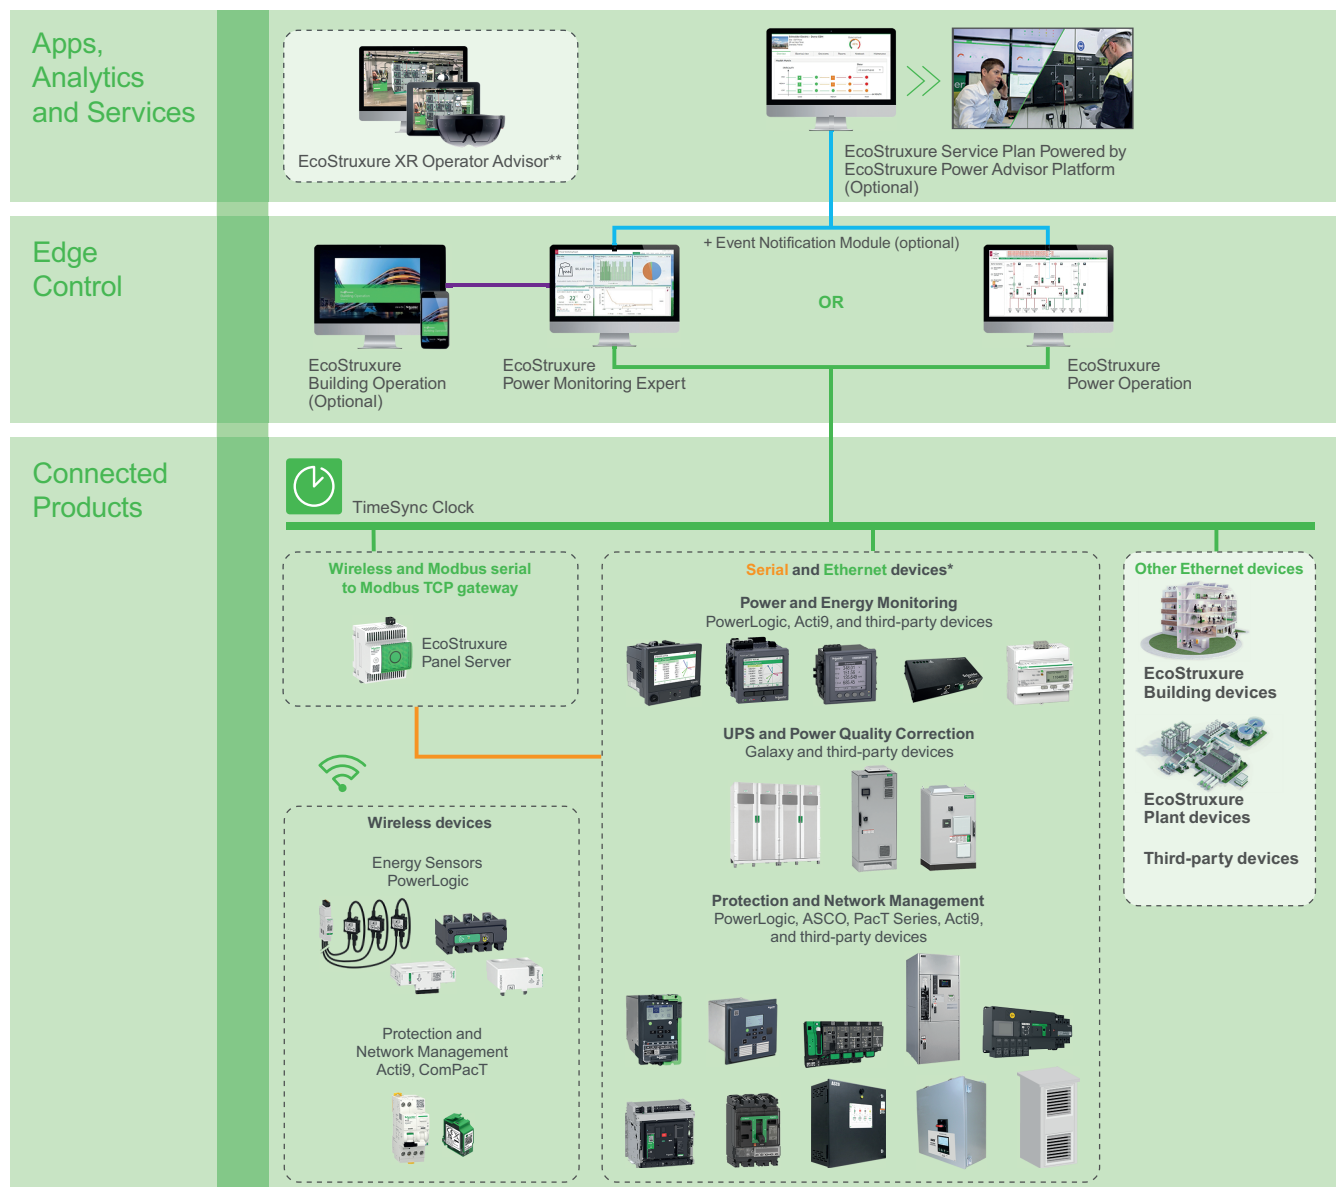 Apps,
Analytics
and Services
EcoStruxure XR Operator Advisor**
EcoStruxure Service Plan Powered by
EcoStruxure Power Advisor Platform
(Optional)
Edge
Control
+ Event Notification Module (optional)
OR
EcoStruxure
Building Operation
(Optional)
EcoStruxure
Power Monitoring Expert
EcoStruxure
Power Operation
Connected
Products
TimeSync Clock
Wireless and Modbus serial
to Modbus TCP gateway
EcoStruxure
Panel Server
Wireless devices
Energy Sensors
PowerLogic
Protection and
Network Management
Acti9, ComPacT
Serial and Ethernet devices*
Power and Energy Monitoring
PowerLogic, Acti9, and third-party devices
UPS and Power Quality Correction
Galaxy and third-party devices
Protection and Network Management
PowerLogic, ASCO, PacT Series, Acti9,
and third-party devices
Other Ethernet devices
EcoStruxure
Building devices
EcoStruxure
Plant devices
Third-party devices